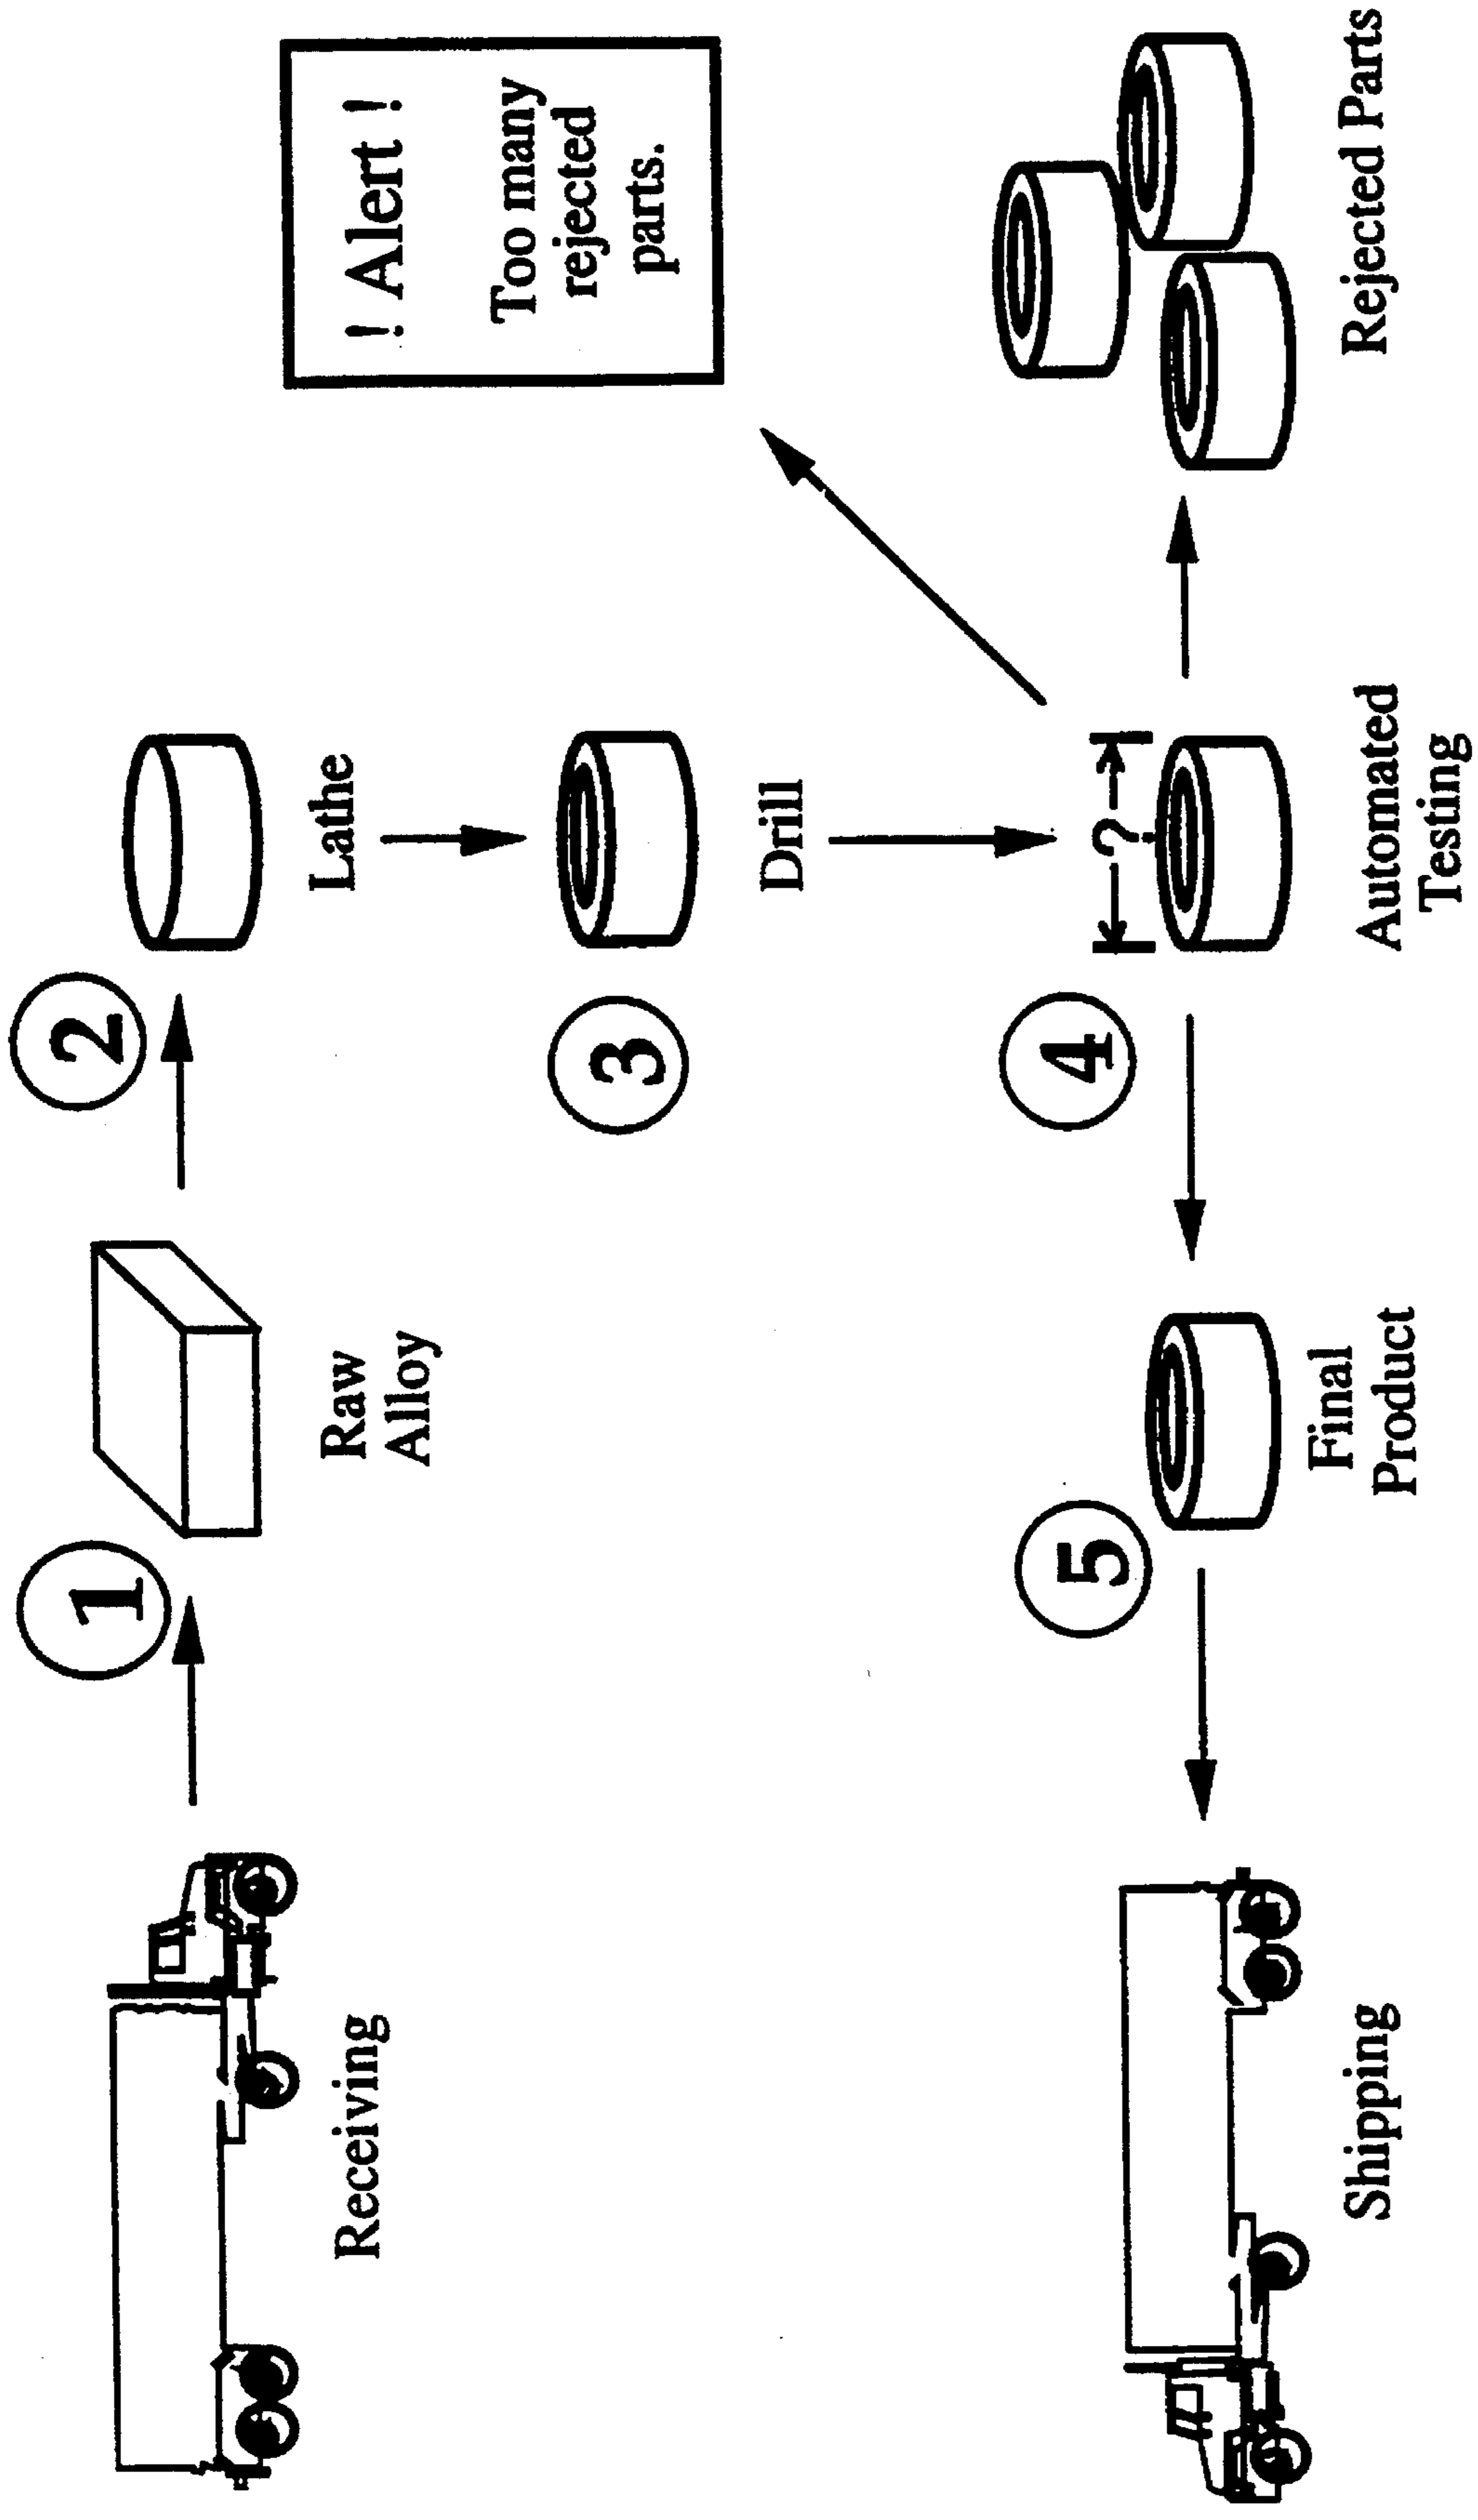 Receiving
1
Raw
Alloy
2
Lathe
! Alert !
Too many
rejected
parts.
3
Drill
Shipping
5
Final
Product
4
?
Automated
Testing
Rejected Parts